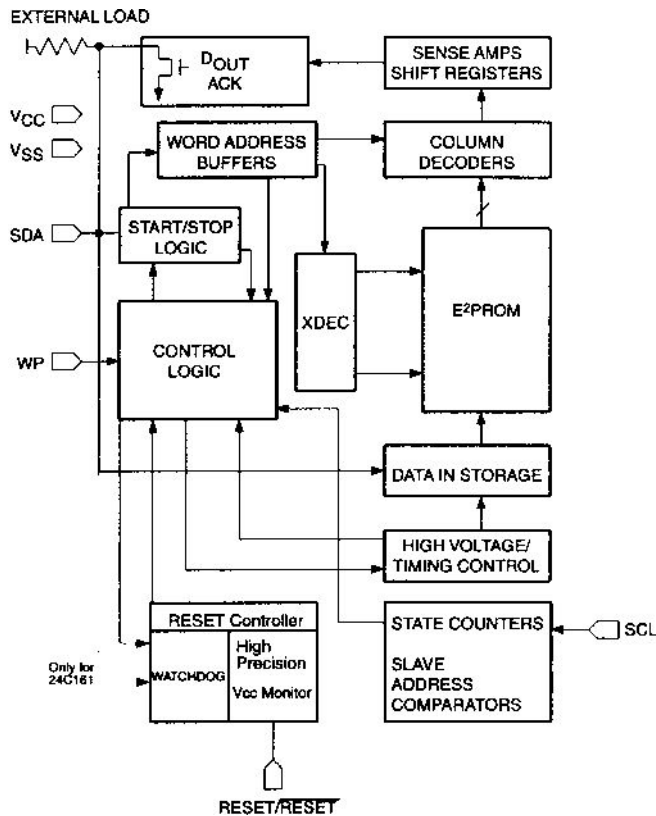 EXTERNAL LOAD
DOUT
ACK
SENSE AMPS
SHIFT REGISTERS
VCC
VSS
WORD ADDRESS
BUFFERS
COLUMN
DECODERS
SDA
START/STOP
LOGIC
XDEC
E²PROM
WP
CONTROL
LOGIC
DATA IN STORAGE
HIGH VOLTAGE/
TIMING CONTROL
RESET Controller
WATCHDOG
High
Precision
Vcc Monitor
Only for
24C161
STATE COUNTERS
SLAVE
ADDRESS
COMPARATORS
SCL
RESET/RESET